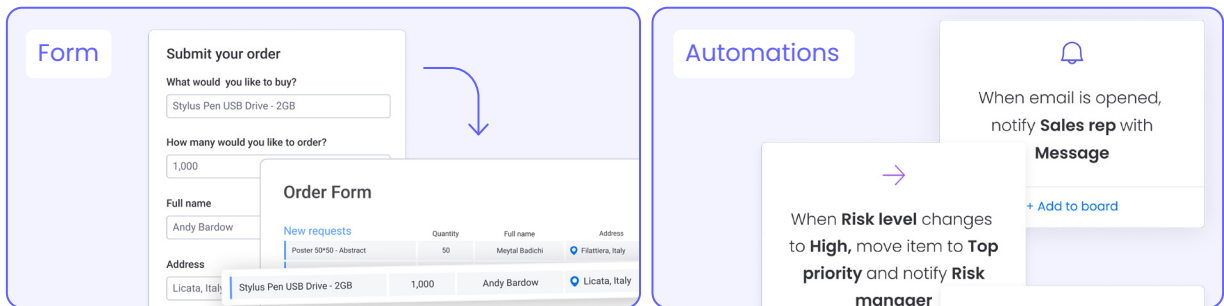 Form
Submit your order
What would you like to buy?
Stylus Pen USB Drive - 2GB
How many would you like to order?
1,000
Full name
Andy Bardow
Address
Licata, Italy
Order Form
New requests Quantity Full name Address
Poster 50*50 - Abstract 50 Meytal Badichi Filattiera, Italy
Stylus Pen USB Drive - 2GB 1,000 Andy Bardow Licata, Italy
Automations
When email is opened,
notify Sales rep with
Message
+ Add to board
When Risk level changes
to High, move item to Top
priority and notify Risk
manager